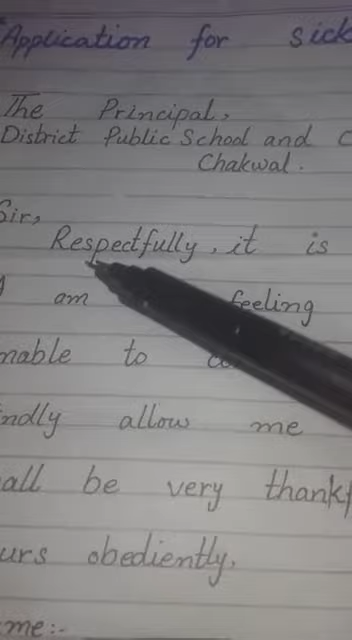 Application for sick
The Principal,
District Public School and C
Chakwal.
Sir,
Respectfully, it is
am feeling
nable to
ndly allow me
all be very thankf
urs obediently,
me:-